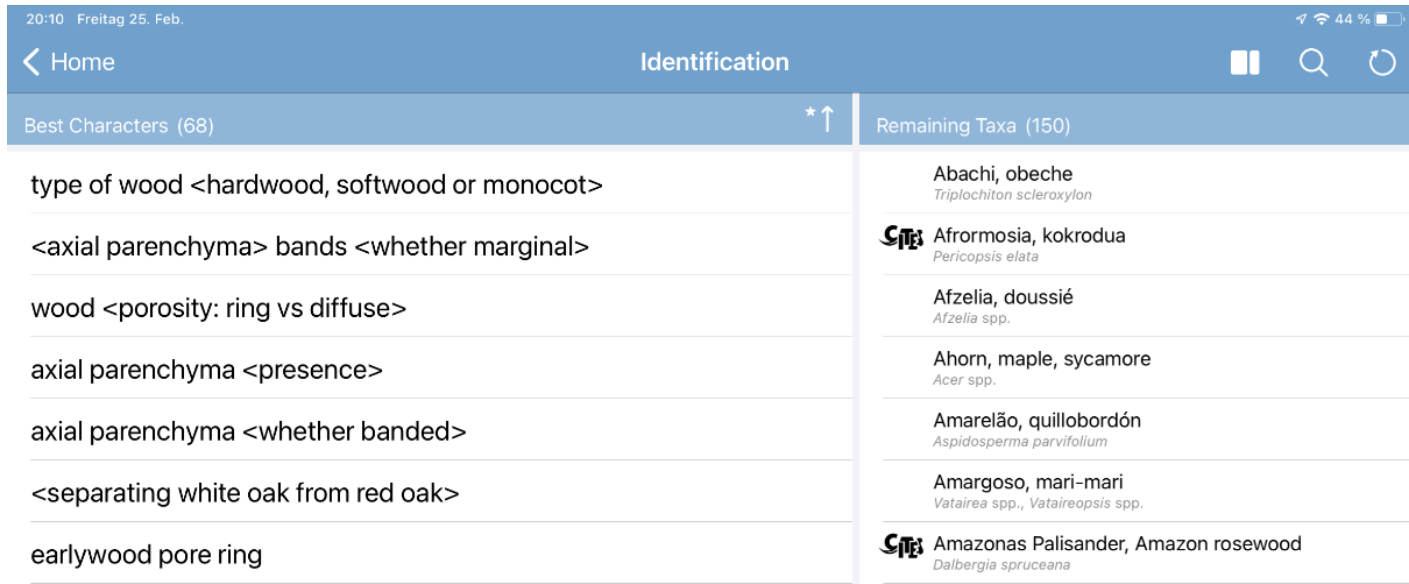 20:10 Freitag 25. Feb.
44 %
Home
Identification
Best Characters (68)
type of wood <hardwood, softwood or monocot>
<axial parenchyma> bands <whether marginal>
wood <porosity: ring vs diffuse>
axial parenchyma <presence>
axial parenchyma <whether banded>
<separating white oak from red oak>
earlywood pore ring
Remaining Taxa (150)
Abachi, obeche
Triplochiton scleroxylon
CITES
Afrormosia, kokrodua
Pericopsis elata
Afzelia, doussié
Afzelia spp.
Ahorn, maple, sycamore
Acer spp.
Amarelão, quillobordón
Aspidosperma parvifolium
Amargoso, mari-mari
Vatairea spp., Vataireopsis spp.
CITES
Amazonas Palisander, Amazon rosewood
Dalbergia spruceana